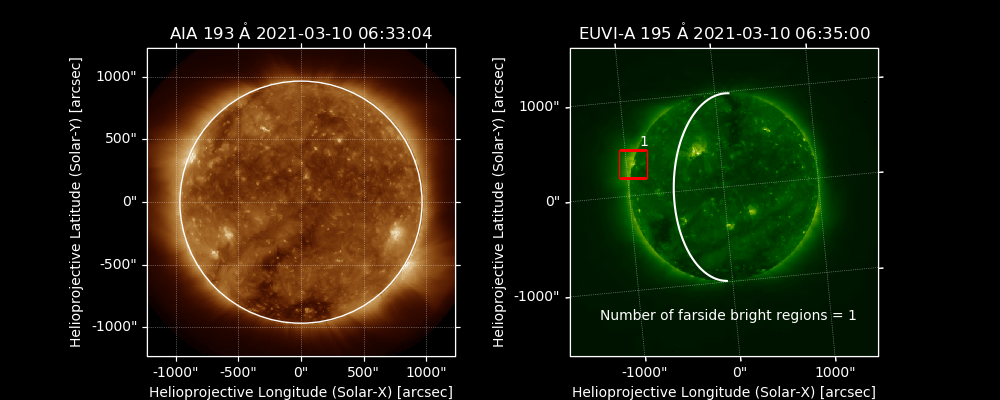 AIA 193 Å 2021-03-10 06:33:04
Helioprojective Latitude (Solar-Y) [arcsec]
1000"
500"
0"
-500"
-1000"
-1000" -500" 0" 500" 1000"
Helioprojective Longitude (Solar-X) [arcsec]
EUVI-A 195 Å 2021-03-10 06:35:00
Helioprojective Latitude (Solar-Y) [arcsec]
1000"
0"
-1000"
1
Number of farside bright regions = 1
-1000" 0" 1000"
Helioprojective Longitude (Solar-X) [arcsec]